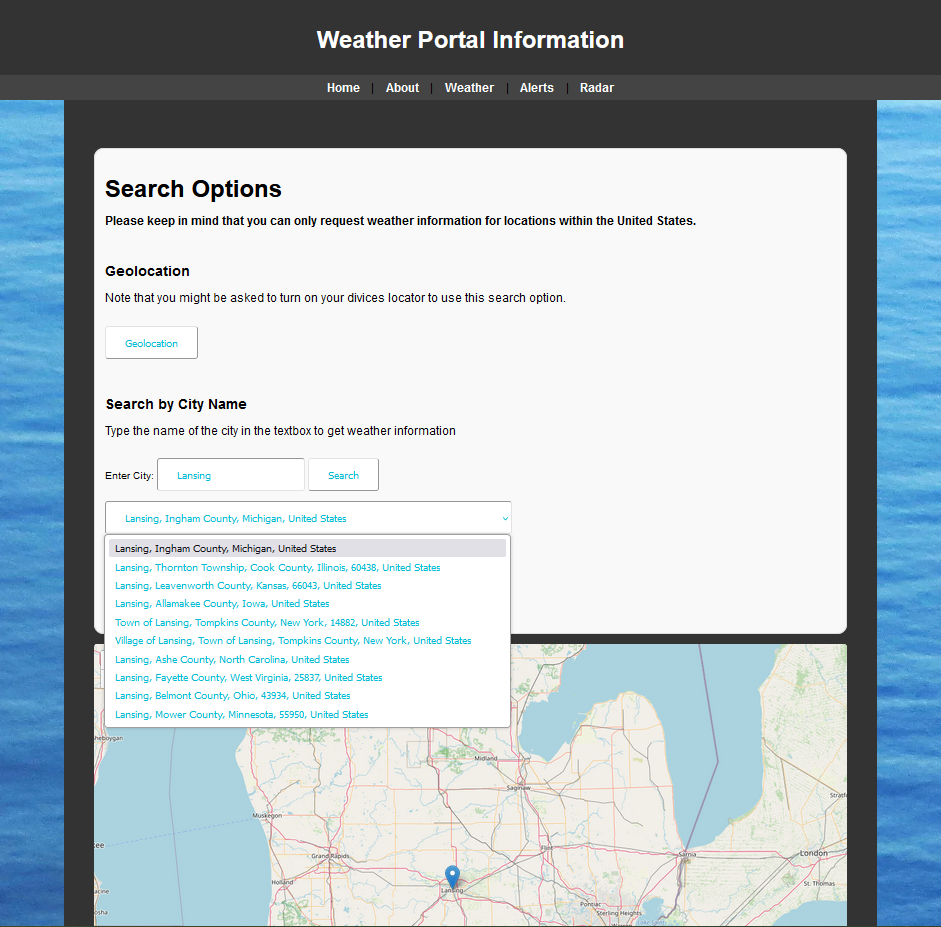 Weather Portal Information
Home | About | Weather | Alerts | Radar
Search Options
Please keep in mind that you can only request weather information for locations within the United States.
Geolocation
Note that you might be asked to turn on your divices locator to use this search option.
Geolocation
Search by City Name
Type the name of the city in the textbox to get weather information
Enter City: Lansing Search
Lansing, Ingham County, Michigan, United States
Lansing, Ingham County, Michigan, United States
Lansing, Thornton Township, Cook County, Illinois, 60438, United States
Lansing, Leavenworth County, Kansas, 66043, United States
Lansing, Allamakee County, Iowa, United States
Town of Lansing, Tompkins County, New York, 14882, United States
Village of Lansing, Town of Lansing, Tompkins County, New York, United States
Lansing, Ashe County, North Carolina, United States
Lansing, Fayette County, West Virginia, 25837, United States
Lansing, Belmont County, Ohio, 43934, United States
Lansing, Mower County, Minnesota, 55950, United States
heboygan
Midland
Saginaw
Stratf
Muskegon
Flint
ee
Grand Rapids
Sarnia
London
Holland
Lansing
St. Thomas
acine
Pontiac
osha
Sterling Heights